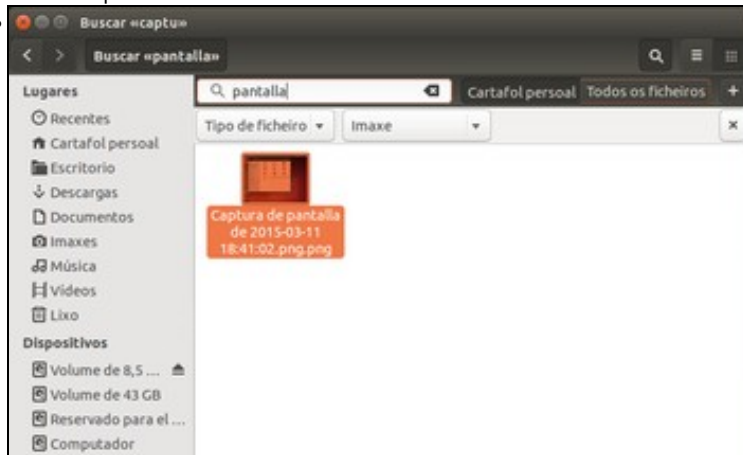 Buscar «captu»
Buscar «pantalla»
Lugares
Recentes
Cartafol persoal
Escritorio
Descargas
Documentos
Imaxes
Música
Vídeos
Lixo
Dispositivos
Volume de 8,5 ...
Volume de 43 GB
Reservado para el ...
Computador
pantalla
Cartafol persoal
Todos os ficheiros
+
Tipo de ficheiro
Imaxe
Captura de pantalla
de 2015-03-11
18:41:02.png.png